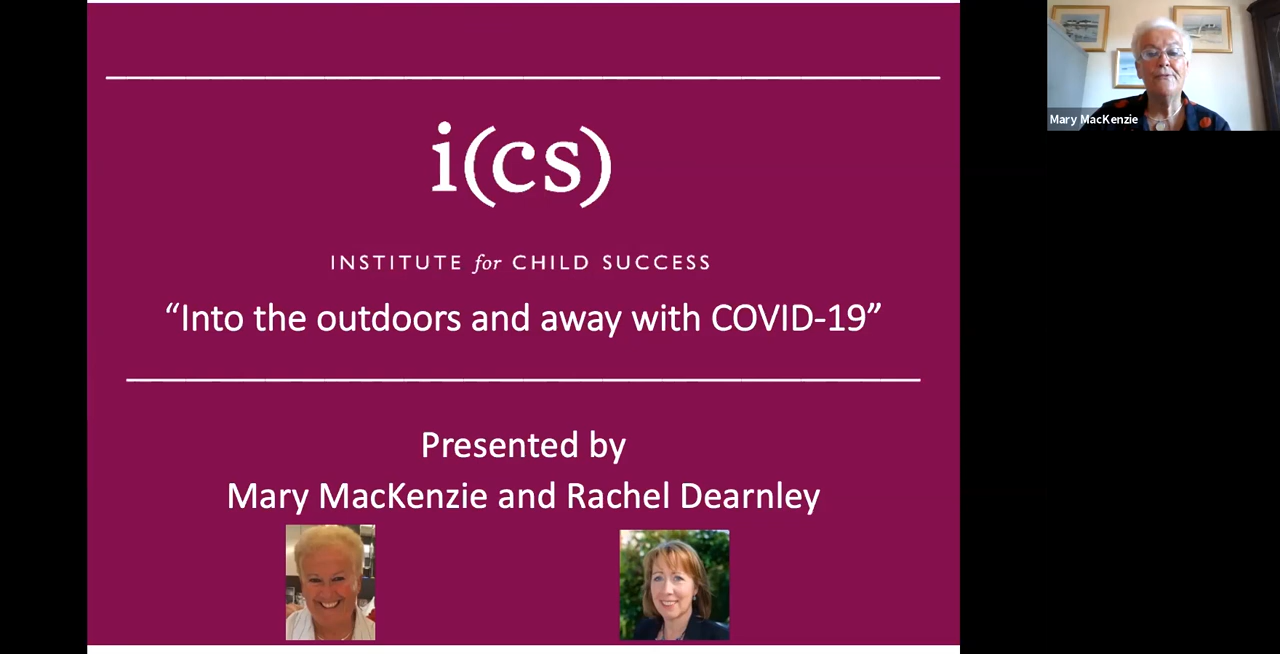 i(cs)
INSTITUTE for CHILD SUCCESS
“Into the outdoors and away with COVID-19”
Presented by
Mary MacKenzie and Rachel Dearnley
Mary MacKenzie